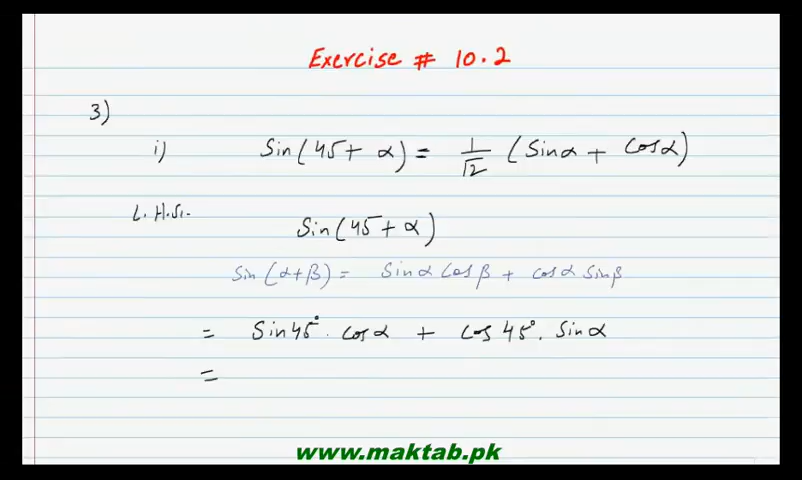 Exercise # 10.2
3)
i) Sin(45+ α) = 1/√2 (Sinα + Cosα)
L.H.S. Sin(45+α)
Sin(α+β) = Sinα Cosβ + cosα Sinβ
= Sin45°. cosα + Cos45°. Sinα
=
www.maktab.pk